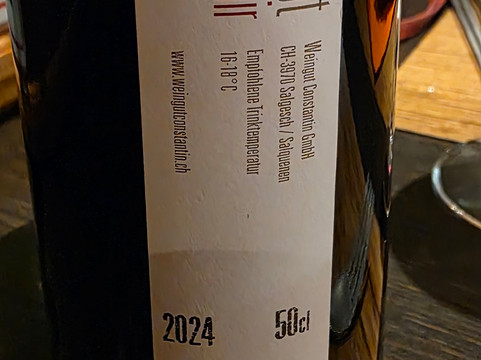 Weingut Constantin GmbH
CH-3970 Salgesch / Salquenen
Empfohlene Trinktemperatur
16-18°C
www.weingutconstantin.ch
2024
50cl